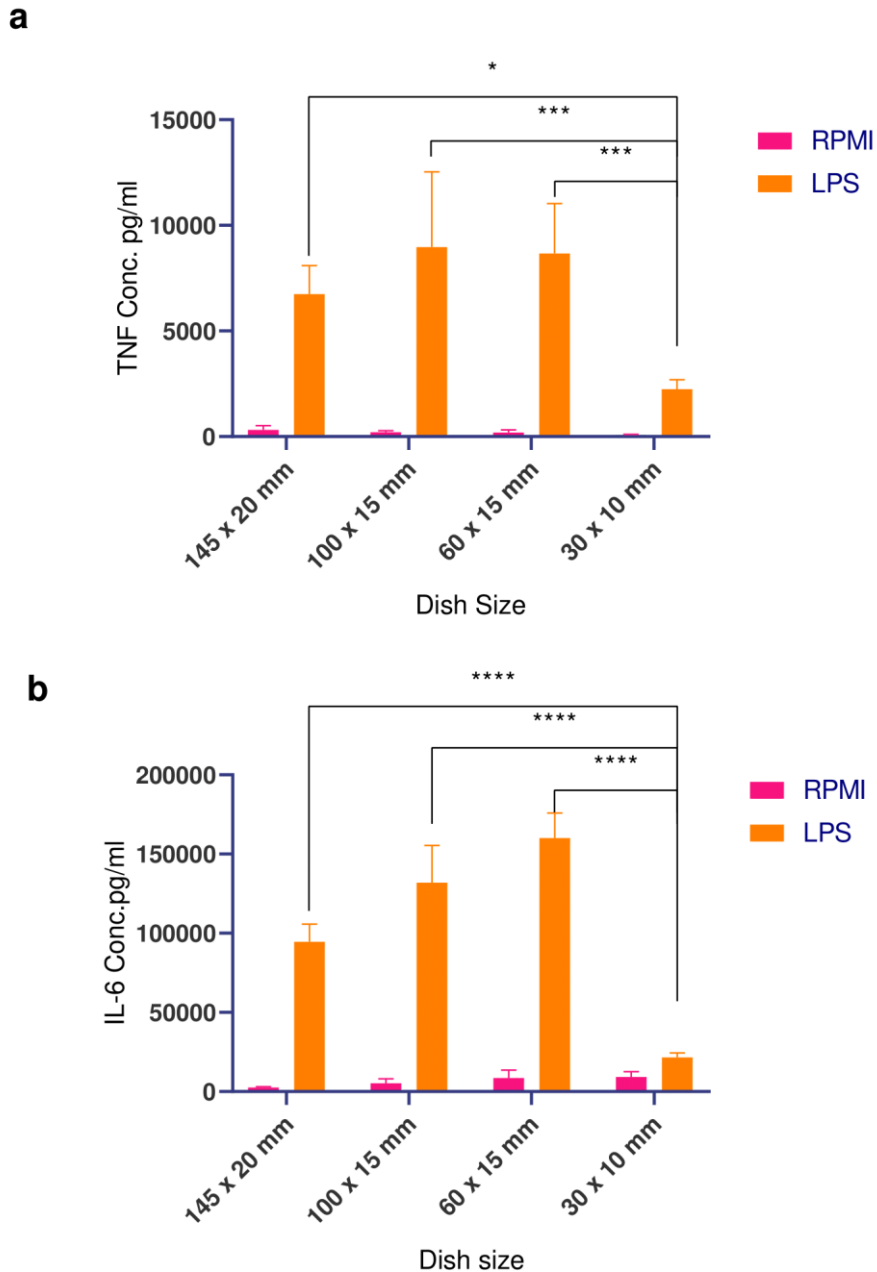 a
*
***
***
15000
10000
5000
0
TNF Conc. pg/ml
RPMI
LPS
145 x 20 mm
100 x 15 mm
60 x 15 mm
30 x 10 mm
Dish Size
b
****
****
****
200000
150000
100000
50000
0
IL-6 Conc.pg/ml
RPMI
LPS
145 x 20 mm
100 x 15 mm
60 x 15 mm
30 x 10 mm
Dish size